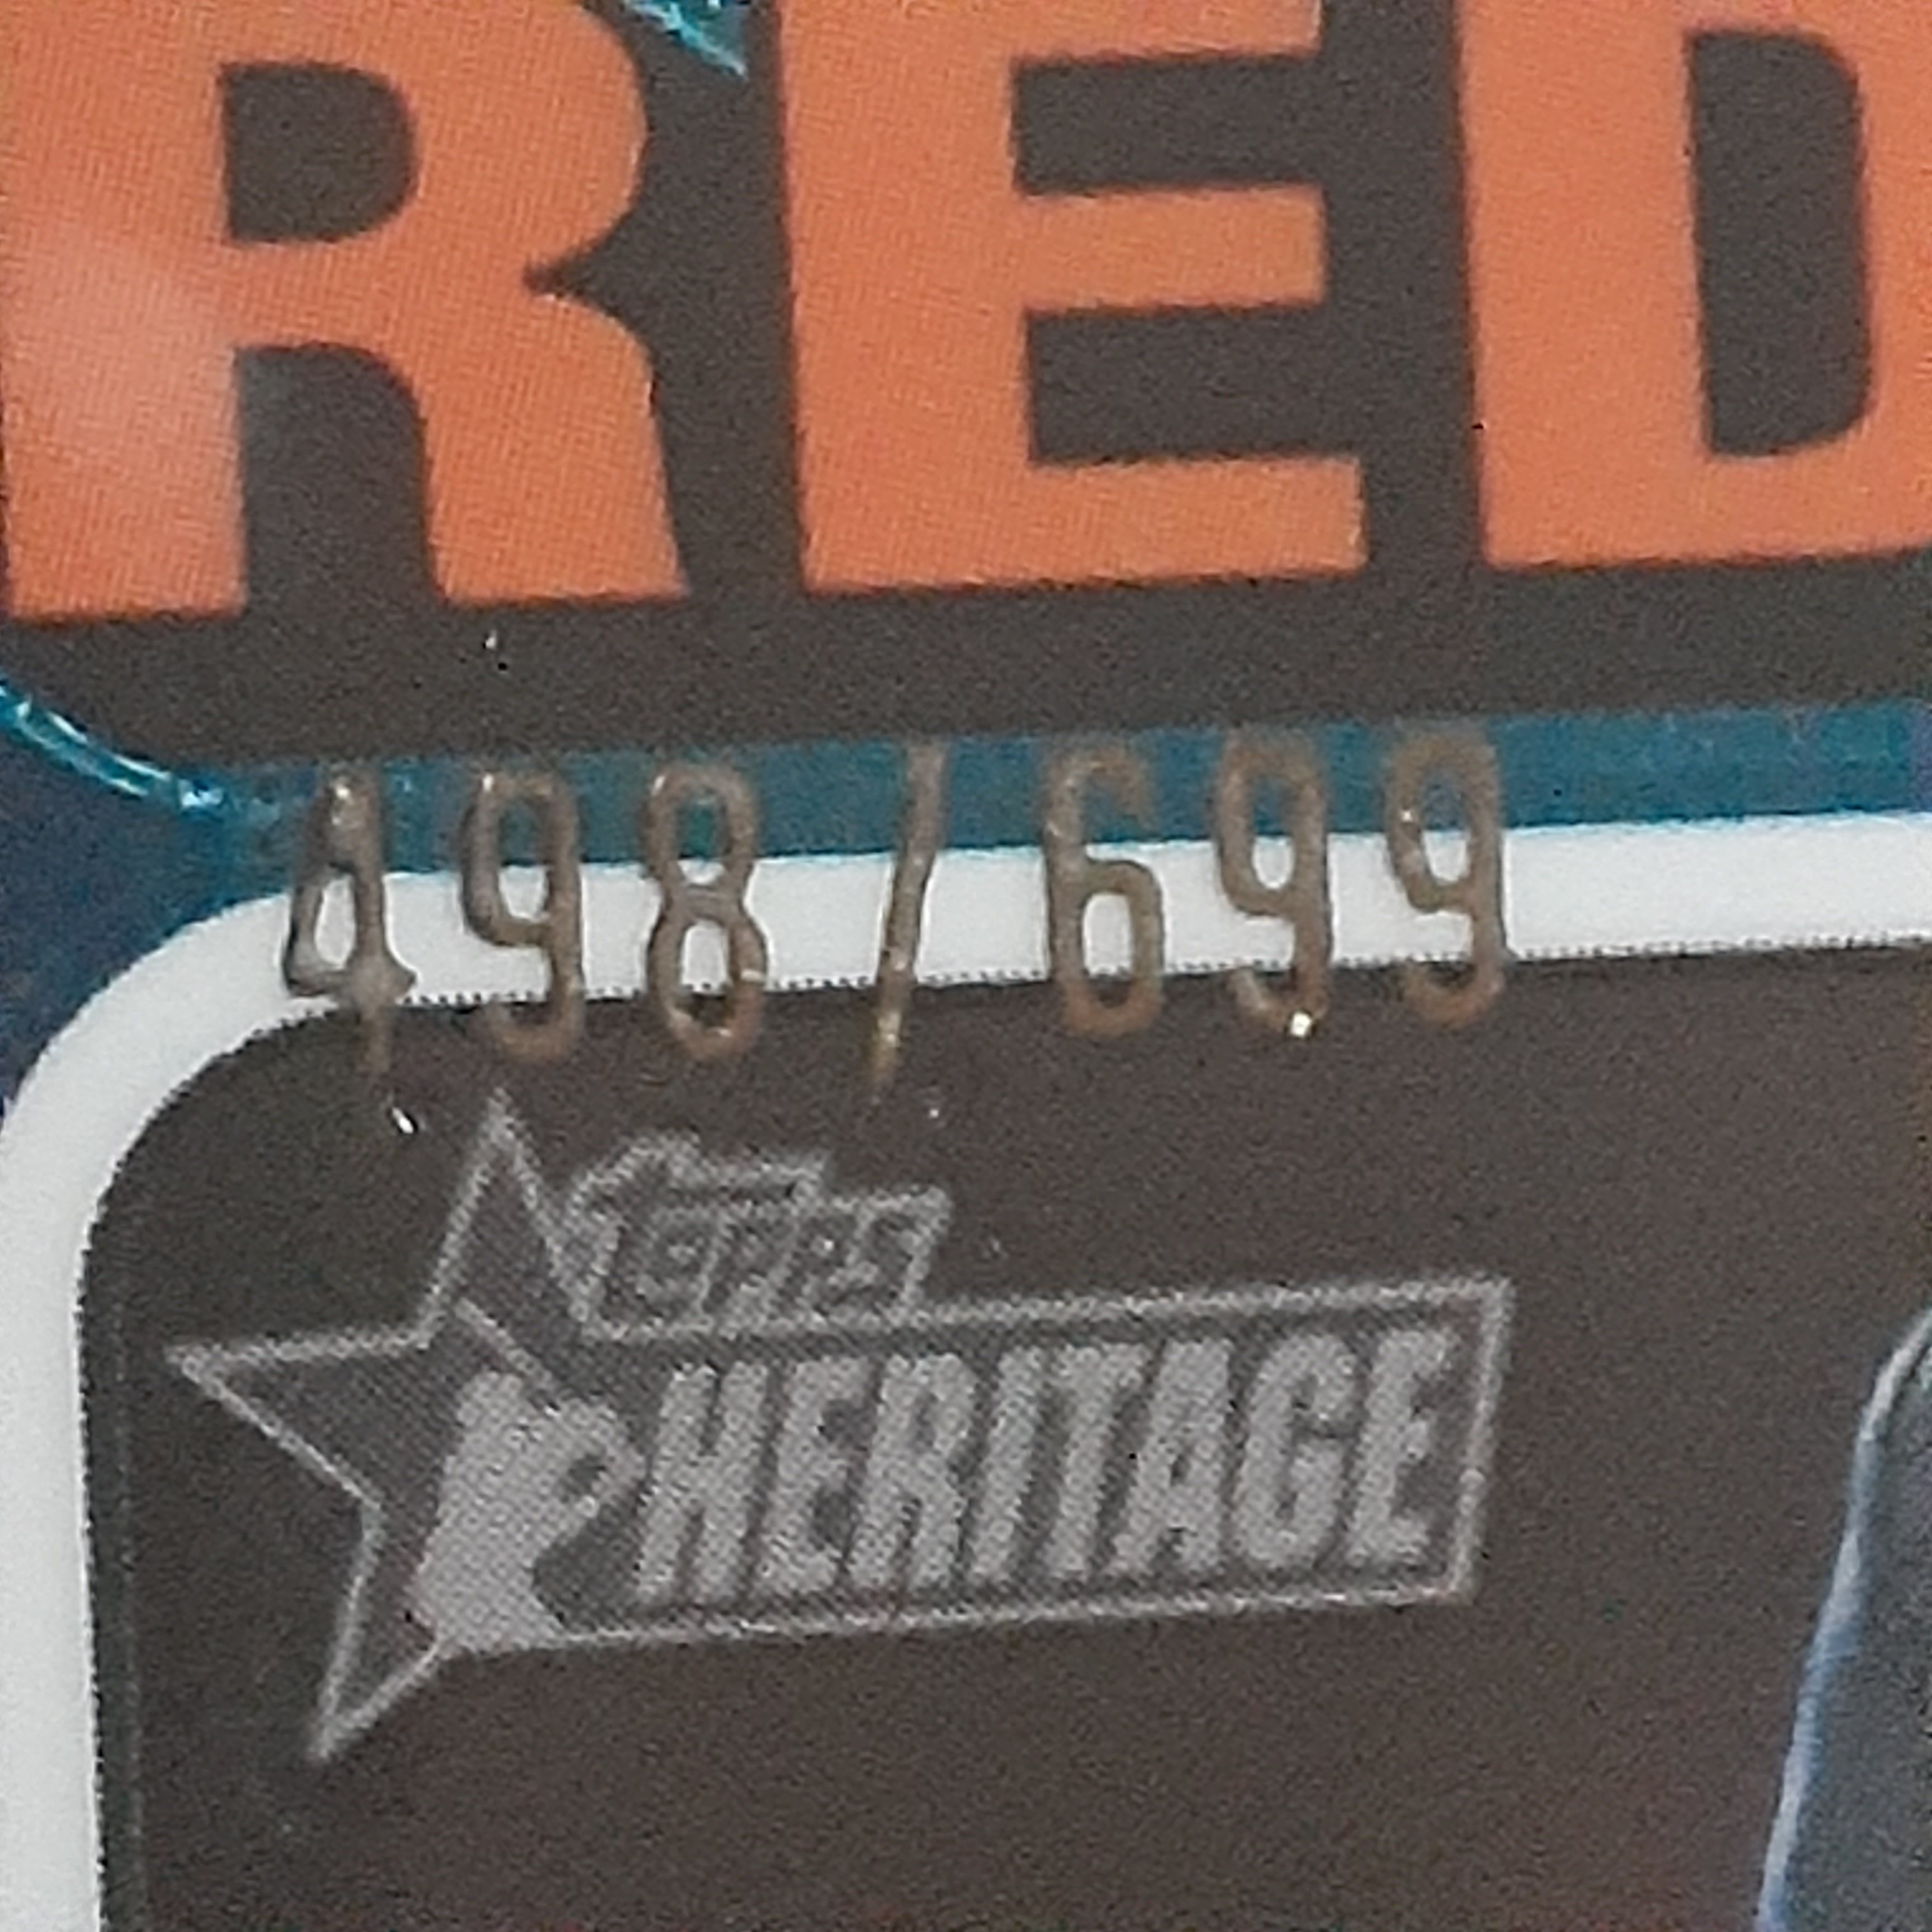 RED
498/699
Topps
HERITAGE